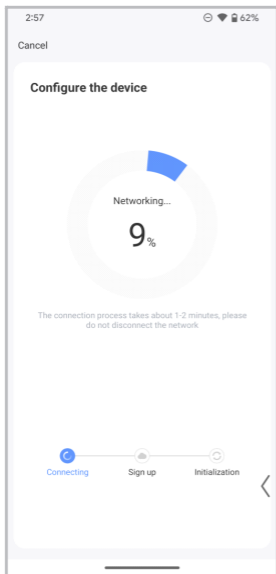 2:57
62%
Cancel
Configure the device
Networking...
9%
The connection process takes about 1-2 minutes, please
do not disconnect the network
Connecting
Sign up
Initialization